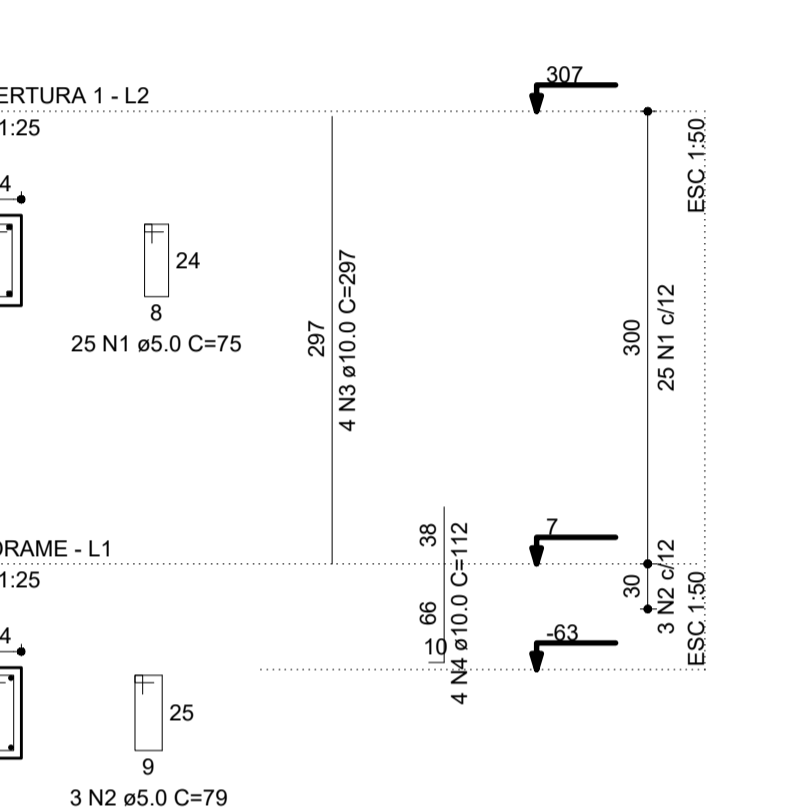 307
ERTURA 1 - L2
1:25
ESC 1:50
4
24
8
25 N1 ø5.0 C=75
297
4 N3 ø10.0 C=297
300
25 N1 c/12
38
7
ORAME - L1
1:25
30
3 N2 c/12
ESC 1:50
66
10
4 N4 ø10.0 C=112
-63
4
25
9
3 N2 ø5.0 C=79